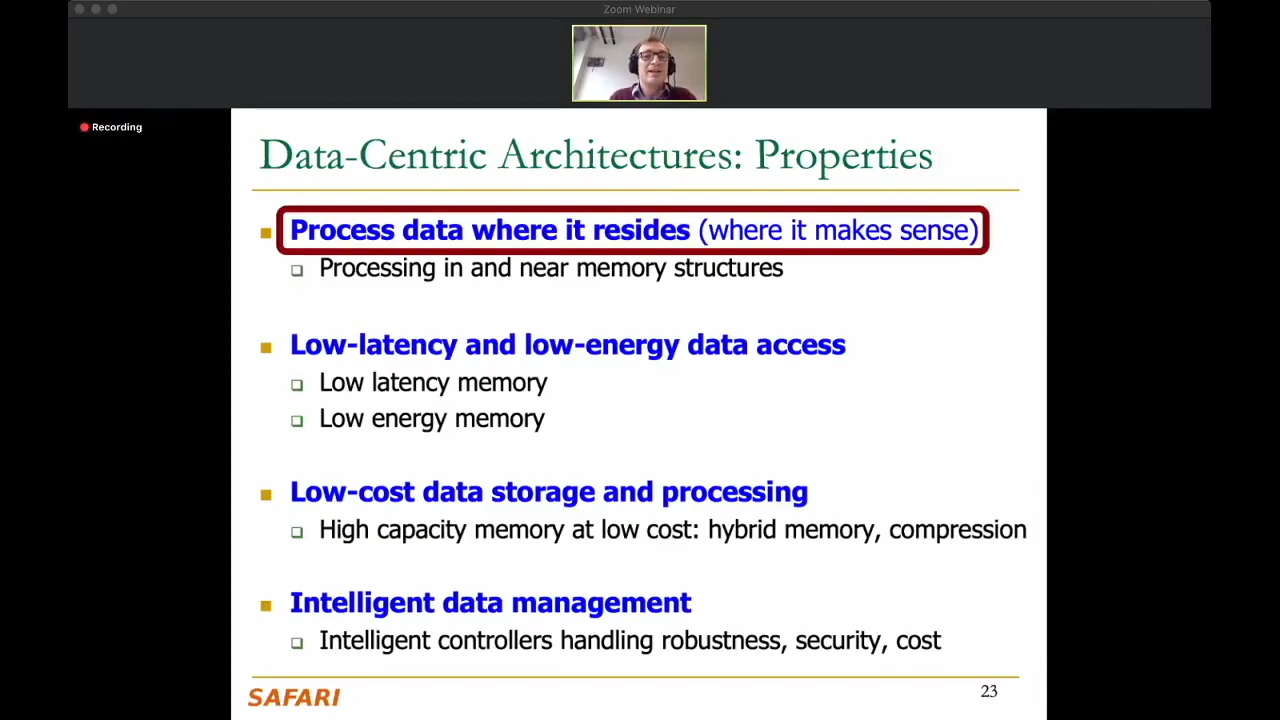 Zoom Webinar
Recording
Data-Centric Architectures: Properties
Process data where it resides (where it makes sense)
Processing in and near memory structures
Low-latency and low-energy data access
Low latency memory
Low energy memory
Low-cost data storage and processing
High capacity memory at low cost: hybrid memory, compression
Intelligent data management
Intelligent controllers handling robustness, security, cost
SAFARI
23